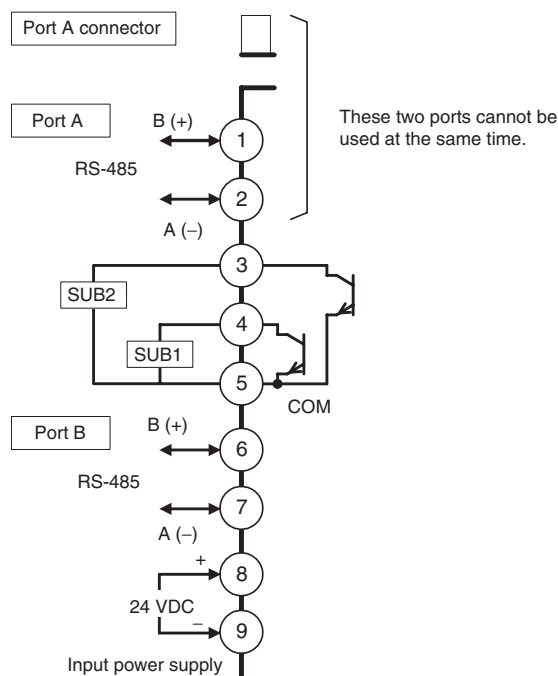 Port A connector
These two ports cannot be
used at the same time.
Port A
B (+)
1
RS-485
2
A (−)
3
SUB2
4
SUB1
5
COM
Port B
B (+)
6
RS-485
7
A (−)
+
8
24 VDC
−
9
Input power supply